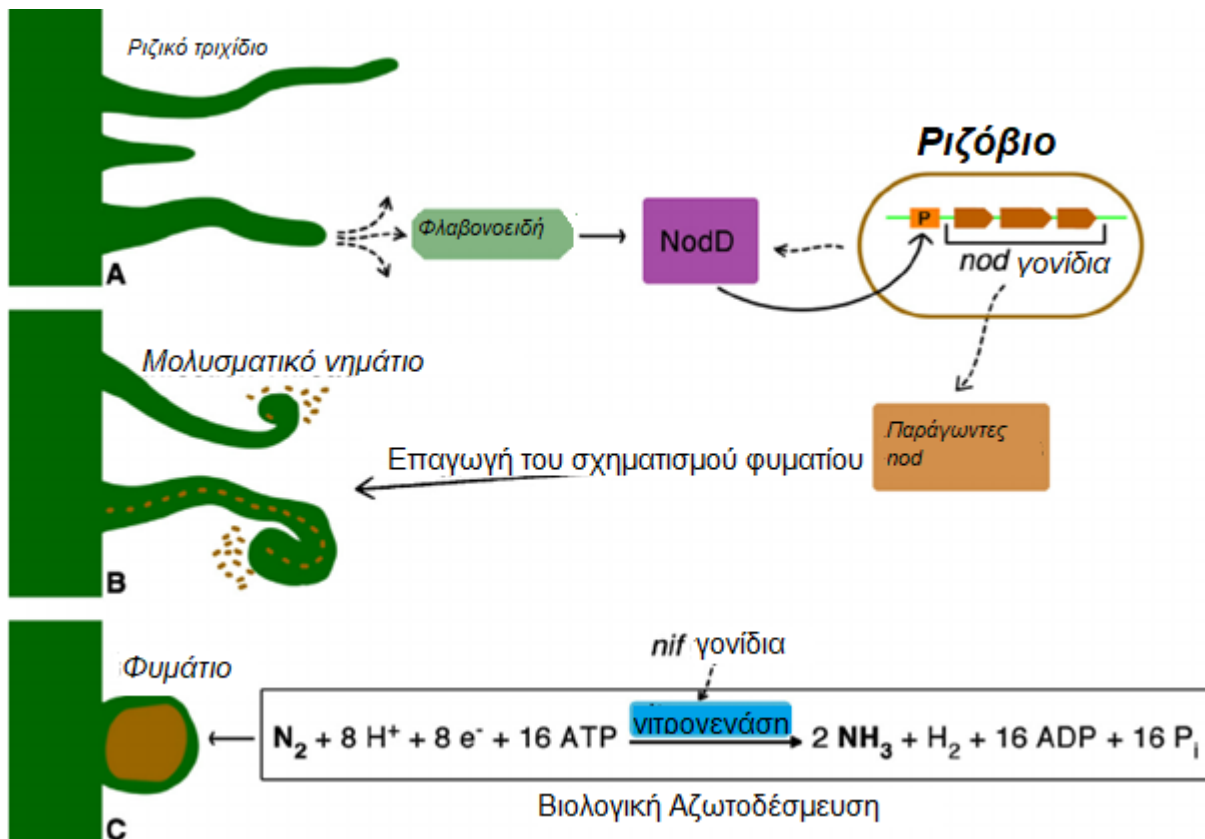 Ριζικό τριχίδιο
Ριζόβιο
Φλαβονοειδή
NodD
P
nod γονίδια
A
Μολυσματικό νημάτιο
Παράγωντες
nod
Επαγωγή του σχηματισμού φυματίου
B
nif γονίδια
Φυμάτιο
νιτρογενάση
N₂ + 8 H⁺ + 8 e⁻ + 16 ATP 2 NH₃ + H₂ + 16 ADP + 16 Pᵢ
Βιολογική Αζωτοδέσμευση
C